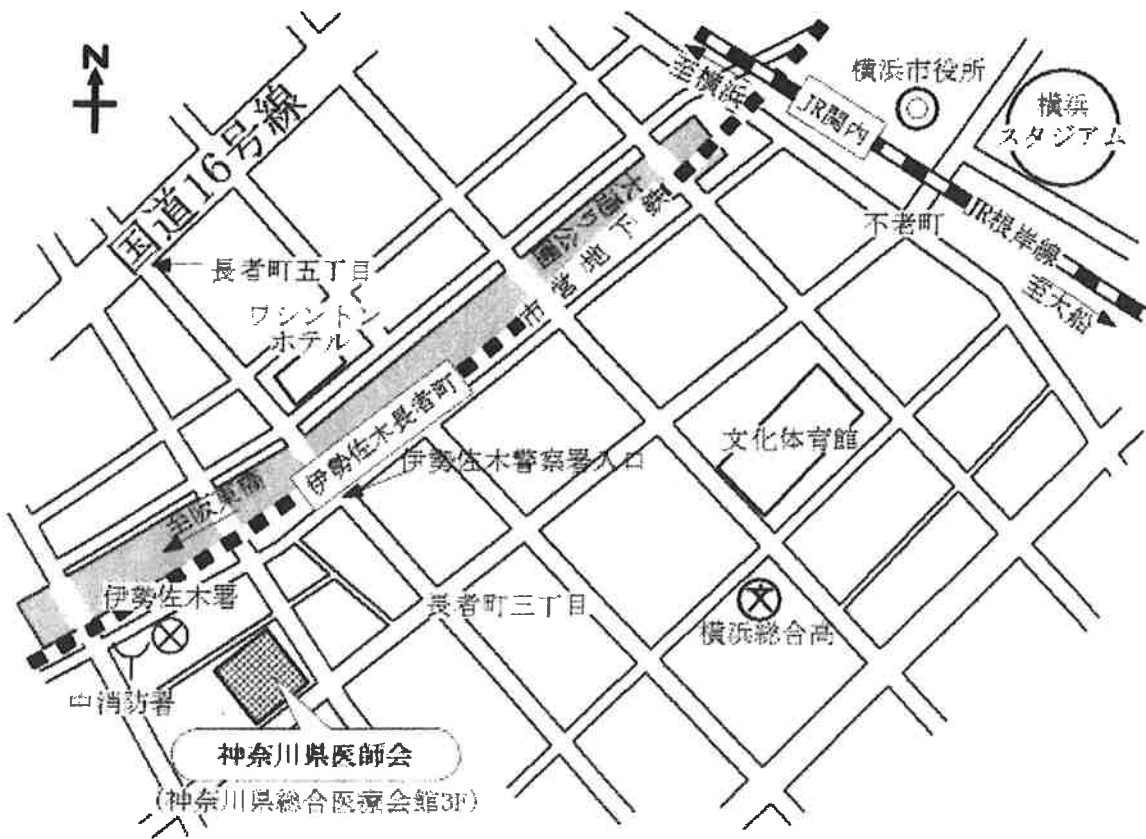 N
国道16号線
至横浜
JR関内
横浜市役所
横浜
スタジアム
不老町
JR根岸線
至大船
大通り公園
市営地下鉄
長者町五丁目
ワシントン
ホテル
伊勢佐木長者町
伊勢佐木警察署入口
文化体育館
至阪東橋
伊勢佐木署
長者町三丁目
横浜総合高
中消防署
神奈川県医師会
(神奈川県総合医療会館3F)